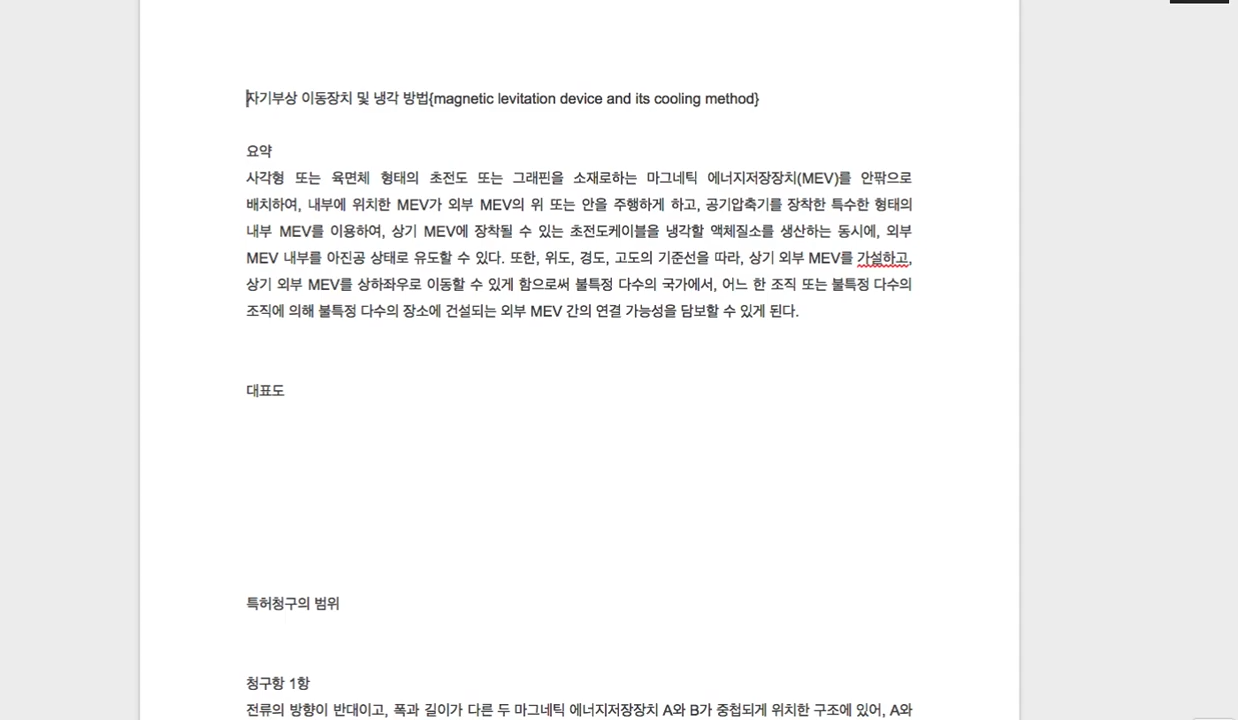 자기부상 이동장치 및 냉각 방법{magnetic levitation device and its cooling method}
요약
사각형 또는 육면체 형태의 초전도 또는 그래핀을 소재로하는 마그네틱 에너지저장장치(MEV)를 안팎으로
배치하여, 내부에 위치한 MEV가 외부 MEV의 위 또는 안을 주행하게 하고, 공기압축기를 장착한 특수한 형태의
내부 MEV를 이용하여, 상기 MEV에 장착될 수 있는 초전도케이블을 냉각할 액체질소를 생산하는 동시에, 외부
MEV 내부를 아진공 상태로 유도할 수 있다. 또한, 위도, 경도, 고도의 기준선을 따라, 상기 외부 MEV를 가설하고,
상기 외부 MEV를 상하좌우로 이동할 수 있게 함으로써 불특정 다수의 국가에서, 어느 한 조직 또는 불특정 다수의
조직에 의해 불특정 다수의 장소에 건설되는 외부 MEV 간의 연결 가능성을 담보할 수 있게 된다.
대표도
특허청구의 범위
청구항 1항
전류의 방향이 반대이고, 폭과 길이가 다른 두 마그네틱 에너지저장장치 A와 B가 중첩되게 위치한 구조에 있어, A와